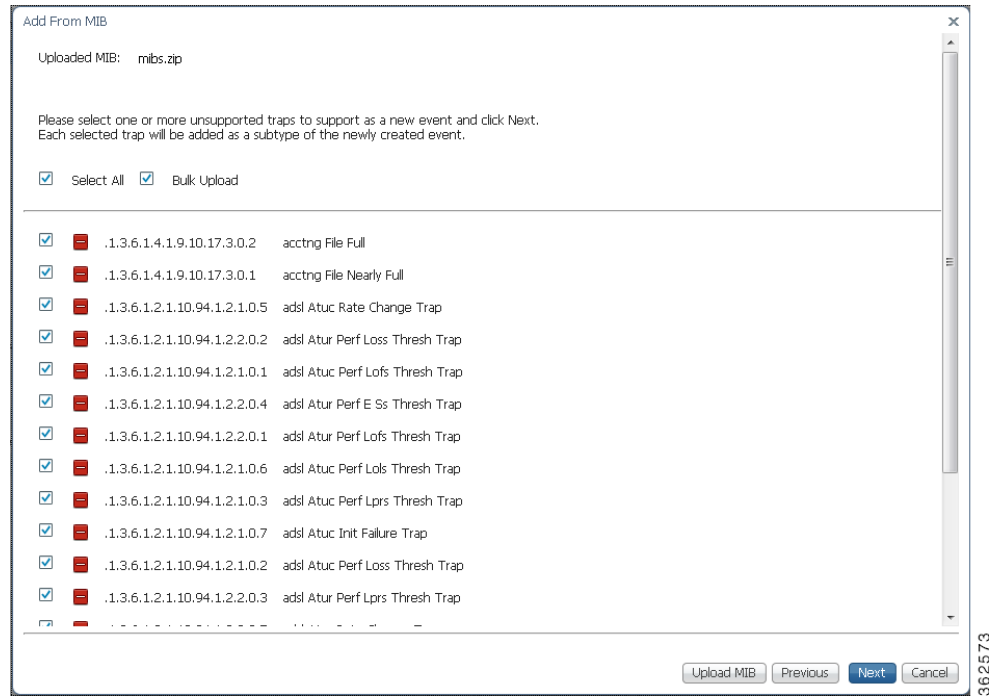 Add From MIB
Uploaded MIB: mibs.zip
Please select one or more unsupported traps to support as a new event and click Next.
Each selected trap will be added as a subtype of the newly created event.
Select All Bulk Upload
.1.3.6.1.4.1.9.10.17.3.0.2 acctng File Full
.1.3.6.1.4.1.9.10.17.3.0.1 acctng File Nearly Full
.1.3.6.1.2.1.10.94.1.2.1.0.5 adsl Atuc Rate Change Trap
.1.3.6.1.2.1.10.94.1.2.2.0.2 adsl Atur Perf Loss Thresh Trap
.1.3.6.1.2.1.10.94.1.2.1.0.1 adsl Atuc Perf Lofs Thresh Trap
.1.3.6.1.2.1.10.94.1.2.2.0.4 adsl Atur Perf E Ss Thresh Trap
.1.3.6.1.2.1.10.94.1.2.2.0.1 adsl Atur Perf Lofs Thresh Trap
.1.3.6.1.2.1.10.94.1.2.1.0.6 adsl Atuc Perf Lols Thresh Trap
.1.3.6.1.2.1.10.94.1.2.1.0.3 adsl Atuc Perf Lprs Thresh Trap
.1.3.6.1.2.1.10.94.1.2.1.0.7 adsl Atuc Init Failure Trap
.1.3.6.1.2.1.10.94.1.2.1.0.2 adsl Atuc Perf Loss Thresh Trap
.1.3.6.1.2.1.10.94.1.2.2.0.3 adsl Atur Perf Lprs Thresh Trap
Upload MIB Previous Next Cancel
362573